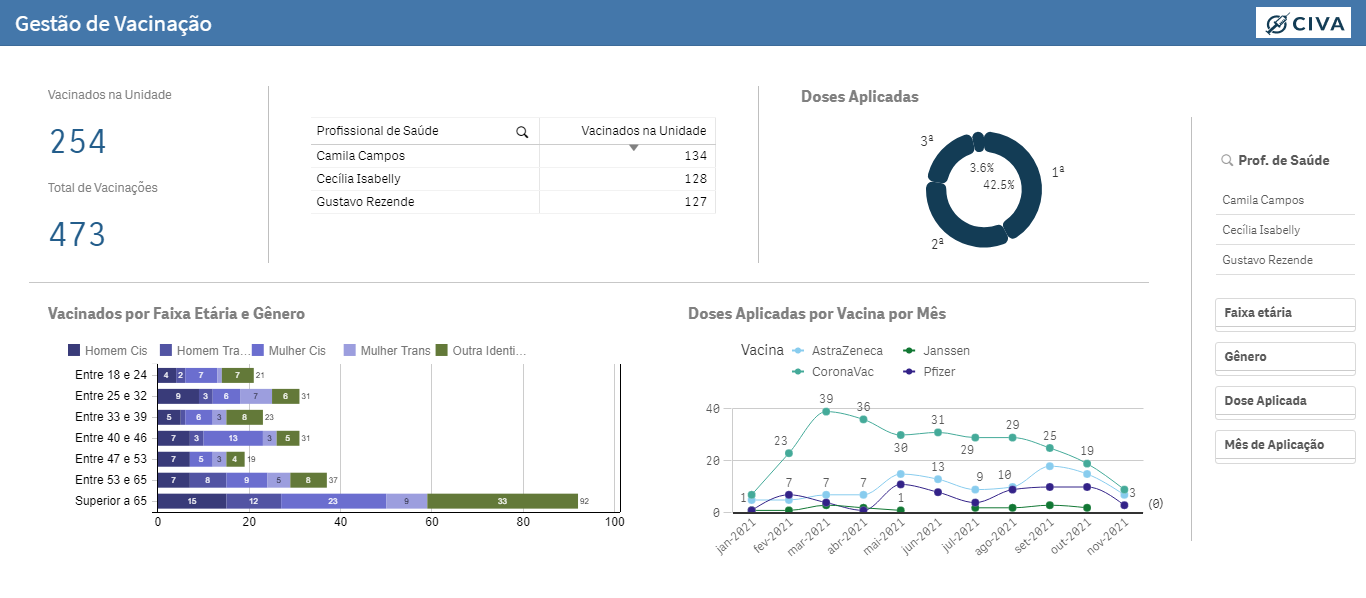 Gestão de Vacinação
CIVA
Vacinados na Unidade
254
Total de Vacinações
473
Profissional de Saúde Vacinados na Unidade
Camila Campos 134
Cecília Isabelly 128
Gustavo Rezende 127
Doses Aplicadas
3ª
3.6%
42.5%
1ª
2ª
Prof. de Saúde
Camila Campos
Cecília Isabelly
Gustavo Rezende
Faixa etária
Gênero
Dose Aplicada
Mês de Aplicação
Vacinados por Faixa Etária e Gênero
Homem Cis Homem Tra... Mulher Cis Mulher Trans Outra Identi...
Entre 18 e 24 4 2 7 7 21
Entre 25 e 32 9 3 6 7 6 31
Entre 33 e 39 5 6 3 8 23
Entre 40 e 46 7 3 13 3 5 31
Entre 47 e 53 7 5 3 4 19
Entre 53 e 65 7 8 9 5 8 37
Superior a 65 15 12 23 9 33 92
0 20 40 60 80 100
Doses Aplicadas por Vacina por Mês
Vacina AstraZeneca Janssen
CoronaVac Pfizer
39
40 36
23 30 31 29 29 25
20 19
13
7 7 7 9 10
1 1 3
0 (0)
jan-2021 fev-2021 mar-2021 abr-2021 mai-2021 jun-2021 jul-2021 ago-2021 set-2021 out-2021 nov-2021